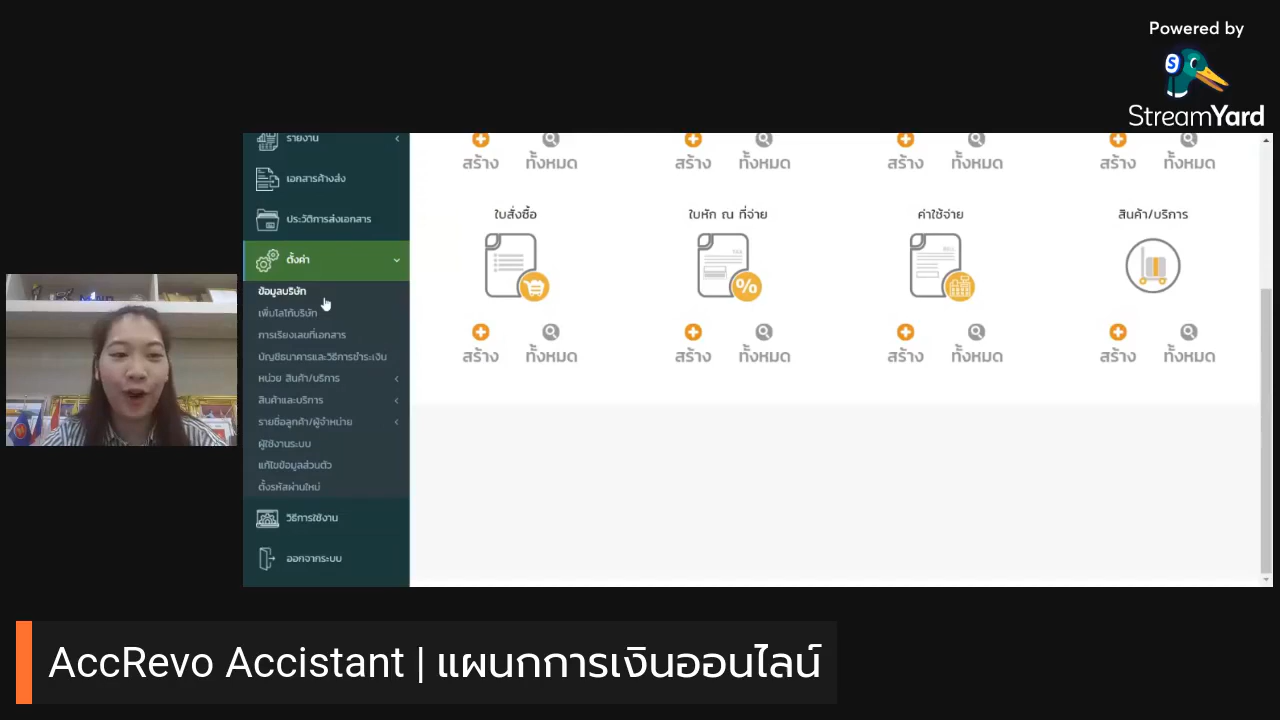 Powered by
StreamYard
รายงาน
เอกสารค้างส่ง
ประวัติการส่งเอกสาร
ตั้งค่า
ข้อมูลบริษัท
เพิ่มโลโก้บริษัท
การเรียงเลขที่เอกสาร
บัญชีธนาคารและวิธีการชำระเงิน
หน่วย สินค้า/บริการ
สินค้าและบริการ
รายชื่อลูกค้า/ผู้จำหน่าย
ผู้ใช้งานระบบ
แก้ไขข้อมูลส่วนตัว
ตั้งรหัสผ่านใหม่
วิธีการใช้งาน
ออกจากระบบ
สร้าง ทั้งหมด สร้าง ทั้งหมด สร้าง ทั้งหมด สร้าง ทั้งหมด
ใบสั่งซื้อ ใบหัก ณ ที่จ่าย ค่าใช้จ่าย สินค้า/บริการ
%
สร้าง ทั้งหมด สร้าง ทั้งหมด สร้าง ทั้งหมด สร้าง ทั้งหมด
AccRevo Accistant | แผนกการเงินออนไลน์